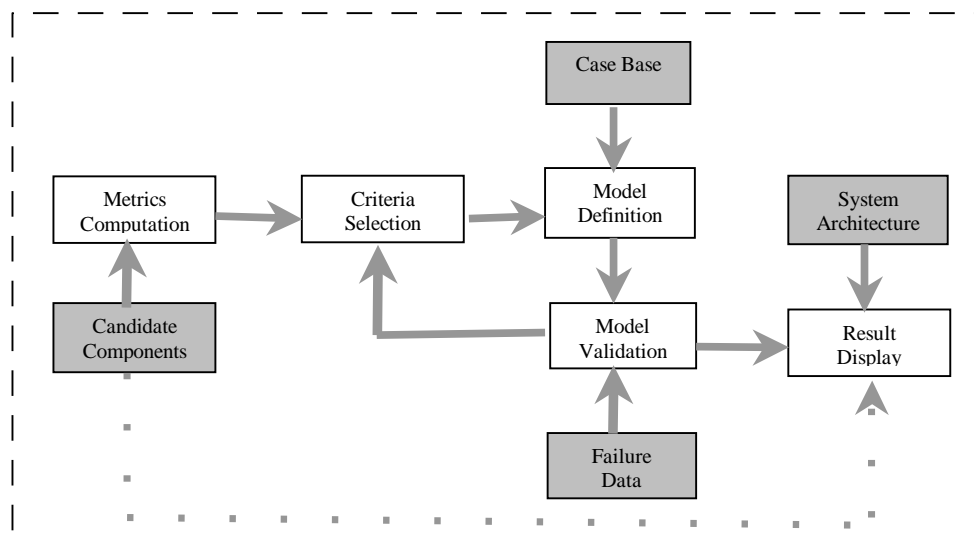 Case Base
Metrics
Computation
Criteria
Selection
Model
Definition
System
Architecture
Candidate
Components
Model
Validation
Result
Display
Failure
Data